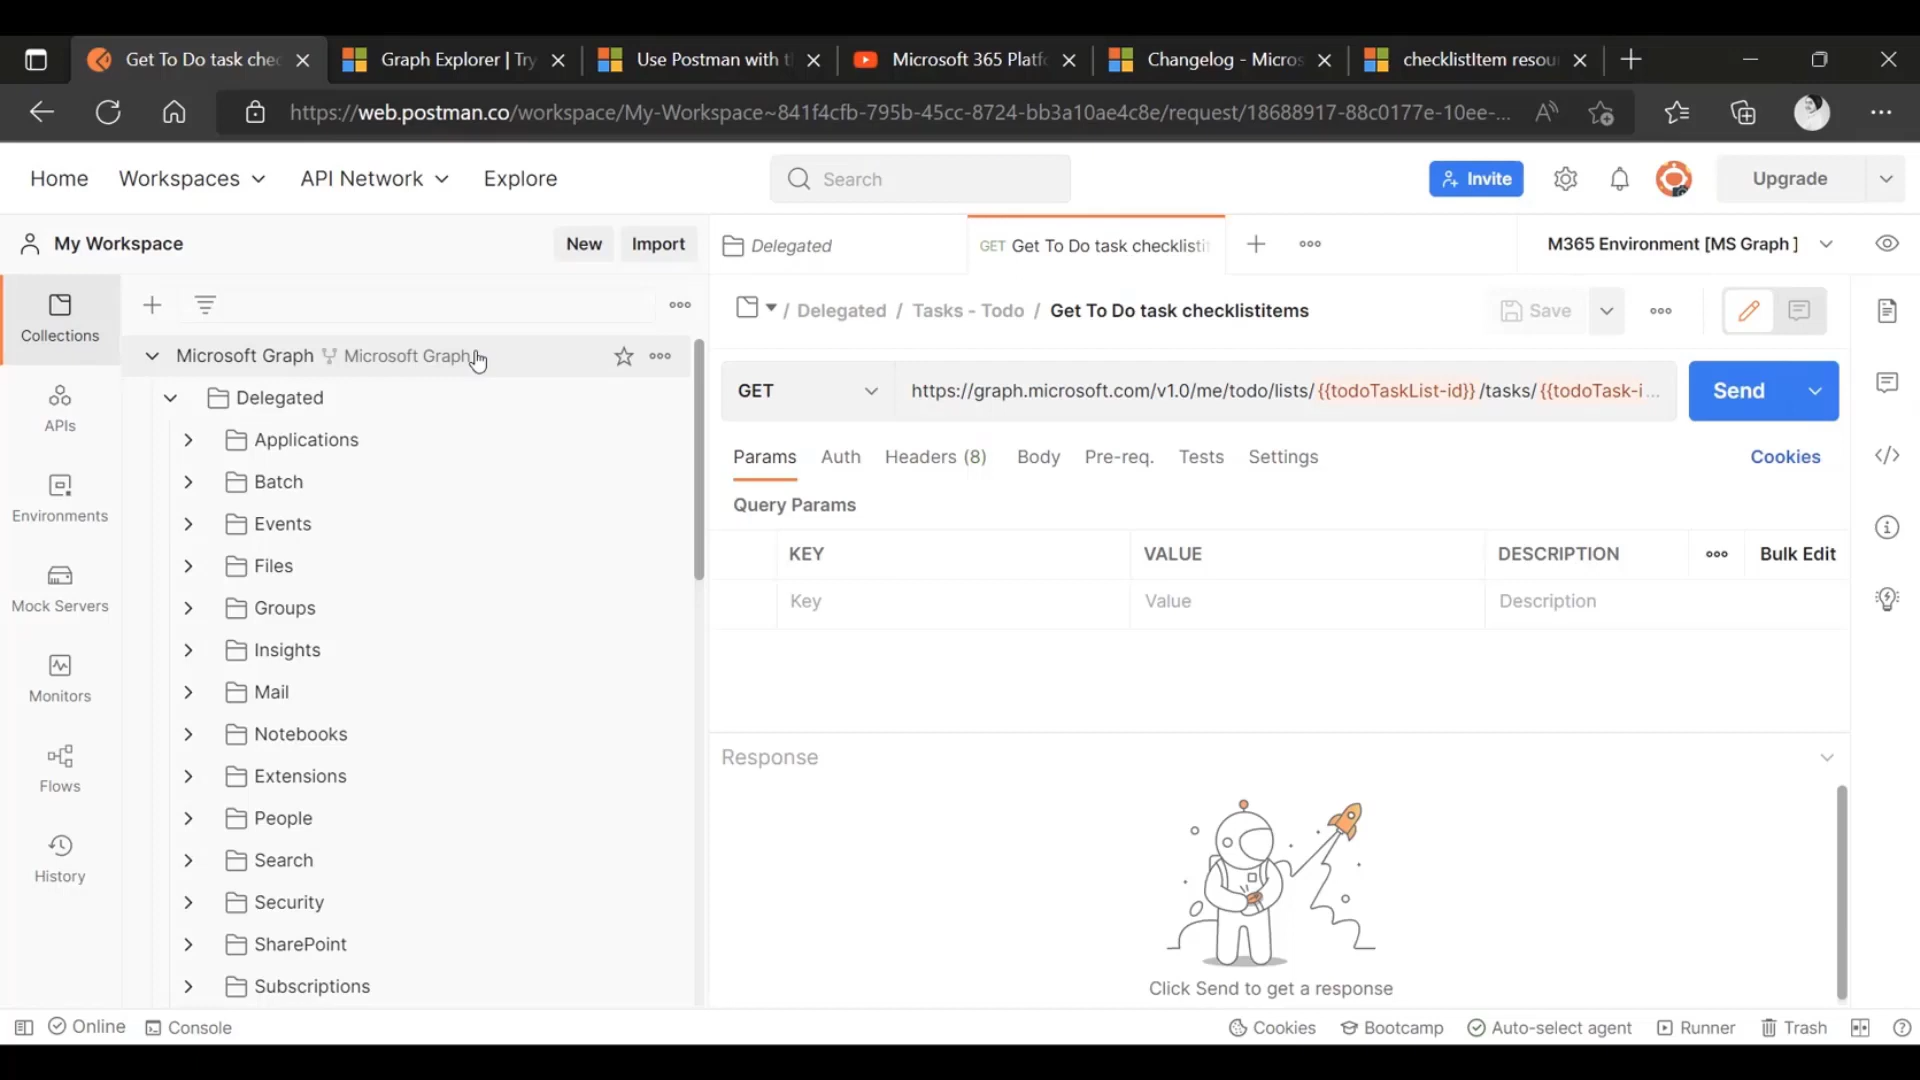 Get To Do task chec
Graph Explorer | Try
Use Postman with t
Microsoft 365 Platfo
Changelog - Micros
checklistItem resou
https://web.postman.co/workspace/My-Workspace~841f4cfb-795b-45cc-8724-bb3a10ae4c8e/request/18688917-88c0177e-10ee-...
Home
Workspaces
API Network
Explore
Search
Invite
Upgrade
My Workspace
New
Import
Delegated
GET Get To Do task checklisti
M365 Environment [MS Graph ]
Collections
APIs
Environments
Mock Servers
Monitors
Flows
History
Microsoft Graph
Microsoft Graph
Delegated
Applications
Batch
Events
Files
Groups
Insights
Mail
Notebooks
Extensions
People
Search
Security
SharePoint
Subscriptions
/ Delegated / Tasks - Todo / Get To Do task checklistitems
Save
GET
https://graph.microsoft.com/v1.0/me/todo/lists/{{todoTaskList-id}}/tasks/{{todoTask-i...
Send
Params
Auth
Headers (8)
Body
Pre-req.
Tests
Settings
Cookies
Query Params
KEY
VALUE
DESCRIPTION
Bulk Edit
Key
Value
Description
Response
Click Send to get a response
Online
Console
Cookies
Bootcamp
Auto-select agent
Runner
Trash